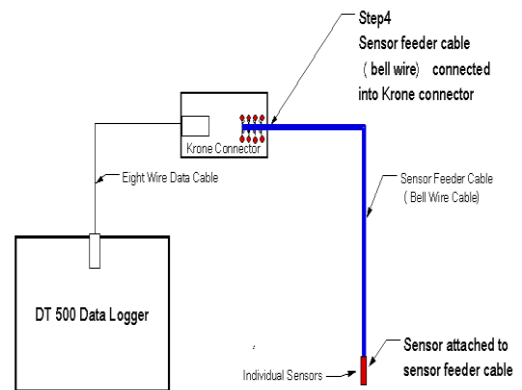 Step4
Sensor feeder cable
( bell wire) connected
into Krone connector
Krone Connector
Eight Wire Data Cable
Sensor Feeder Cable
( Bell Wire Cable)
DT 500 Data Logger
Individual Sensors
Sensor attached to
sensor feeder cable